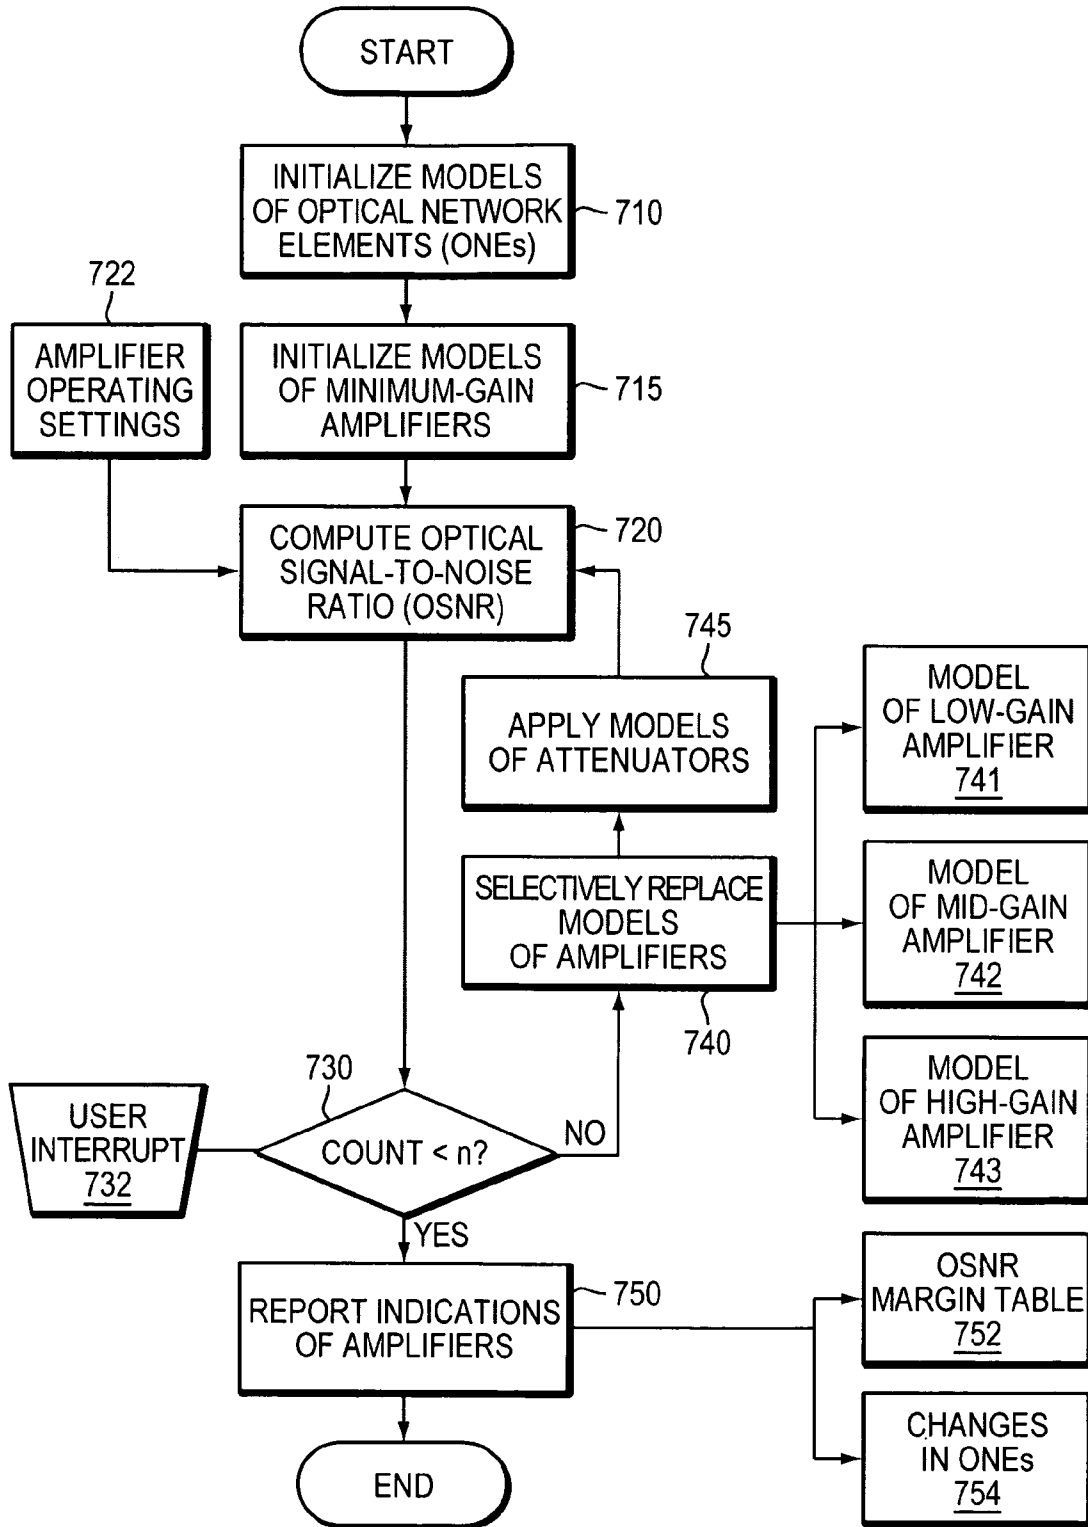 START
INITIALIZE MODELS
OF OPTICAL NETWORK
ELEMENTS (ONEs)
710
722
AMPLIFIER
OPERATING
SETTINGS
INITIALIZE MODELS
OF MINIMUM-GAIN
AMPLIFIERS
715
COMPUTE OPTICAL
SIGNAL-TO-NOISE
RATIO (OSNR)
720
745
APPLY MODELS
OF ATTENUATORS
MODEL
OF LOW-GAIN
AMPLIFIER
741
SELECTIVELY REPLACE
MODELS
OF AMPLIFIERS
740
MODEL
OF MID-GAIN
AMPLIFIER
742
MODEL
OF HIGH-GAIN
AMPLIFIER
743
730
USER
INTERRUPT
732
COUNT < n?
NO
YES
REPORT INDICATIONS
OF AMPLIFIERS
750
OSNR
MARGIN TABLE
752
CHANGES
IN ONEs
754
END